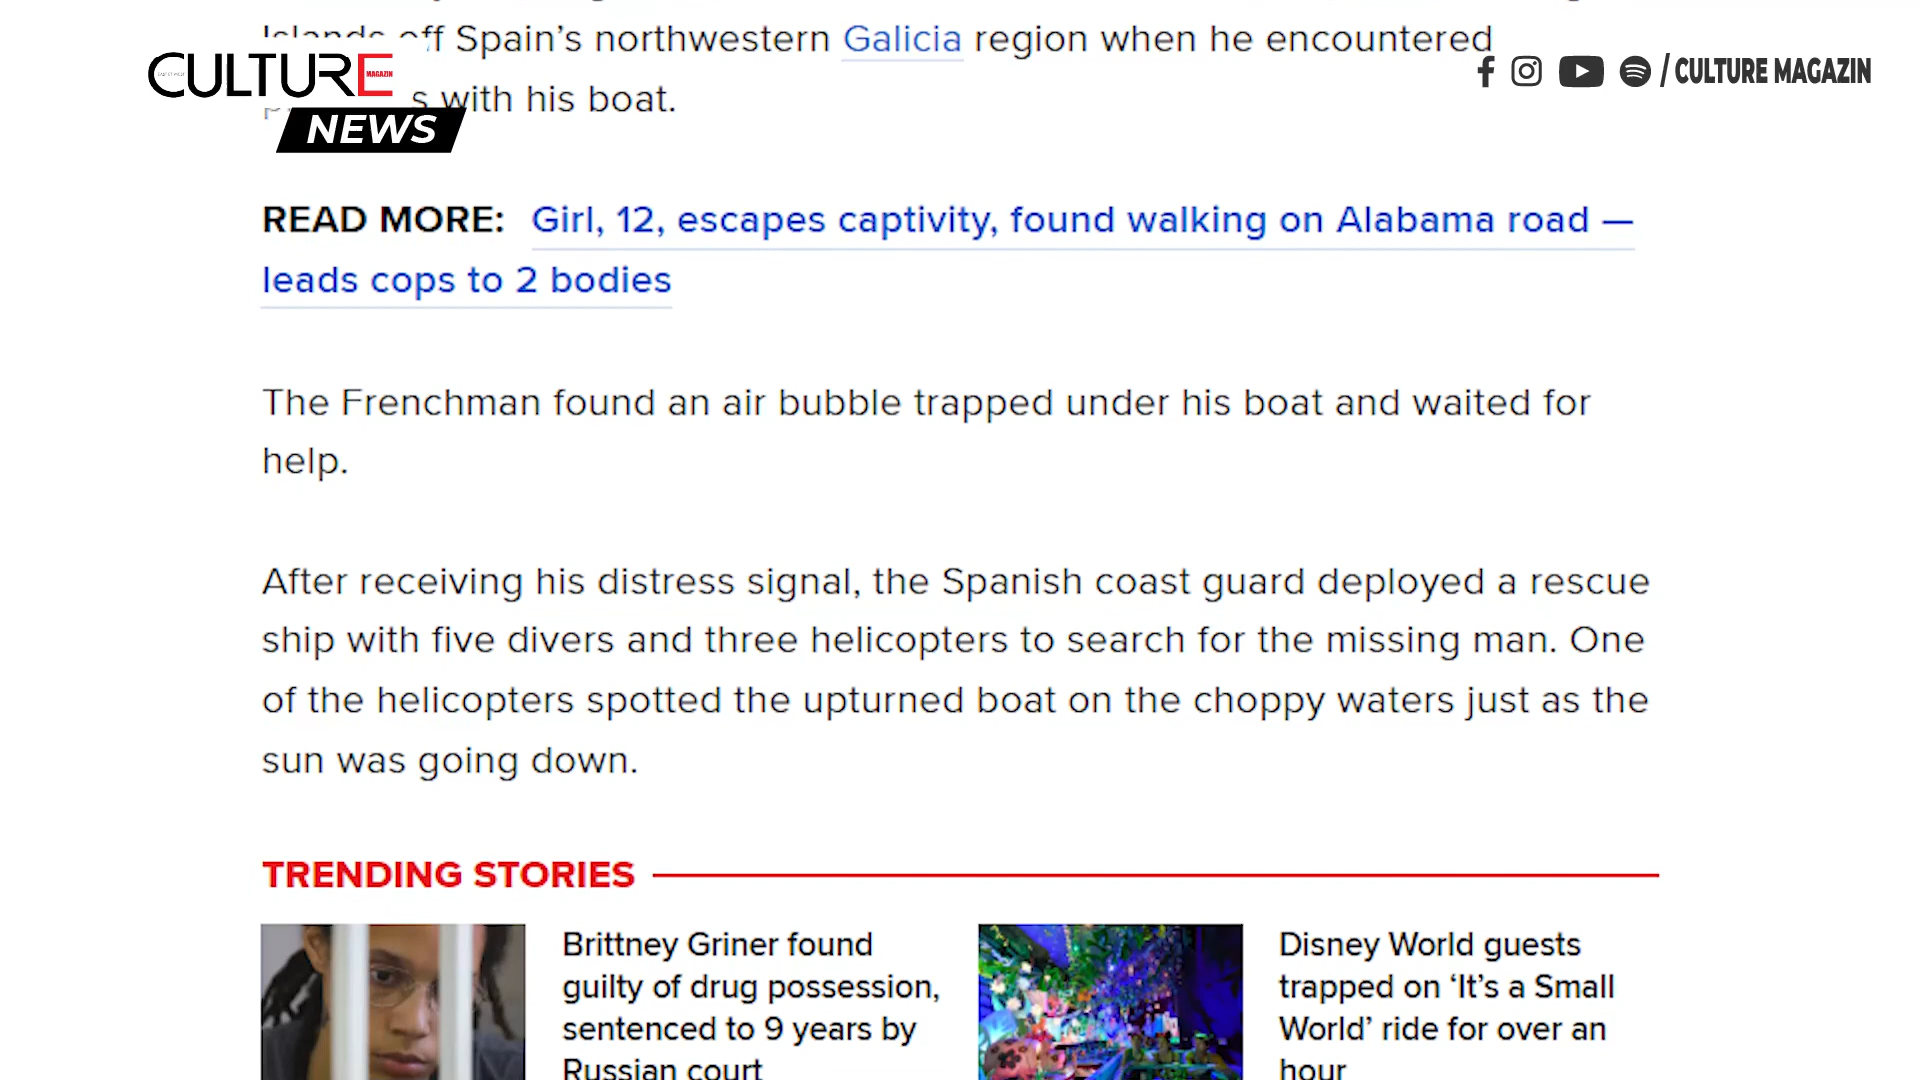 Islands off Spain’s northwestern Galicia region when he encountered
s with his boat.
CULTURE
MAGAZIN
NEWS
/ CULTURE MAGAZIN
READ MORE: Girl, 12, escapes captivity, found walking on Alabama road —
leads cops to 2 bodies
The Frenchman found an air bubble trapped under his boat and waited for
help.
After receiving his distress signal, the Spanish coast guard deployed a rescue
ship with five divers and three helicopters to search for the missing man. One
of the helicopters spotted the upturned boat on the choppy waters just as the
sun was going down.
TRENDING STORIES
Brittney Griner found
guilty of drug possession,
sentenced to 9 years by
Russian court
Disney World guests
trapped on ‘It’s a Small
World’ ride for over an
hour